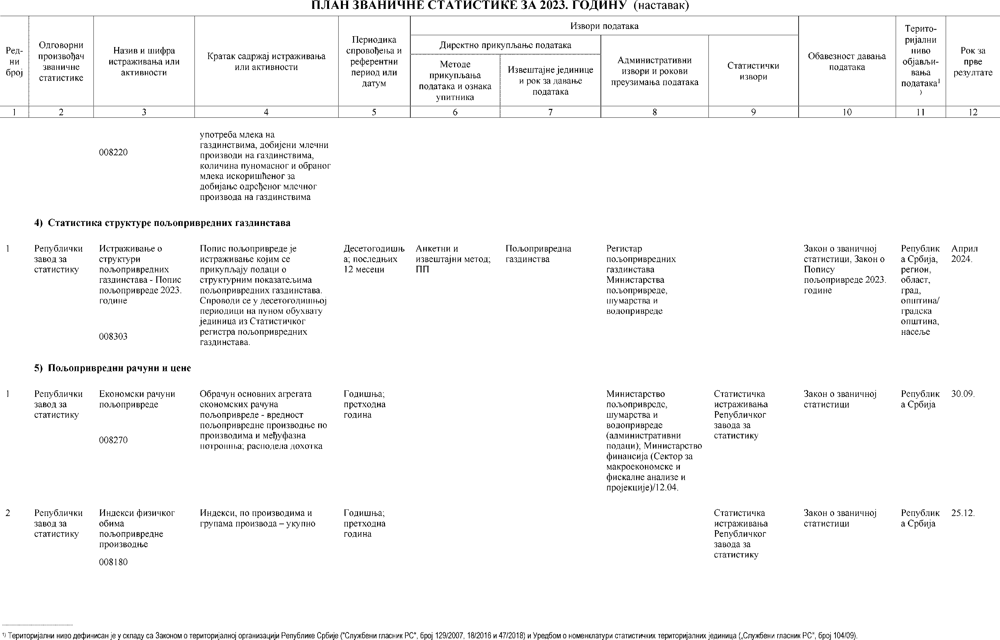 ПЛАН ЗВАНИЧНЕ СТАТИСТИКЕ ЗА 2023. ГОДИНУ (наставак)
Ред-
ни
број
Одговорни
произвођач
званичне
статистике
Назив и шифра
истраживања или
активности
Кратак садржај истраживања
или активности
Периодика
спровођења и
референтни
период или
датум
Извори података
Директно прикупљање података
Методе
прикупљања
података и ознака
упитника
Извештајне јединице
и рок за давање
података
Административни
извори и рокови
преузимања података
Статистички
извори
Обавезност давања
података
Терито-
ријални
ниво
објављи-
вања
података¹
)
Рок за
прве
резултате
1 2 3 4 5 6 7 8 9 10 11 12
008220
употреба млека на
газдинствима, добијени млечни
производи на газдинствима,
количина пуномасног и обраног
млека искоришћеног за
добијање одређеног млечног
производа на газдинствима
4) Статистика структуре пољопривредних газдинстава
1
Републички
завод за
статистику
Истраживање о
структури
пољопривредних
газдинстава - Попис
пољопривреде 2023.
године
008303
Попис пољопривреде је
истраживање којим се
прикупљају подаци о
структурним показатељима
пољопривредних газдинстава.
Спроводи се у десетогодишњој
периодици на пуном обухвату
јединица из Статистичког
регистра пољопривредних
газдинстава.
Десетогодишњ
а; последњих
12 месеци
Анкетни и
извештајни метод;
ПП
Пољопривредна
газдинства
Регистар
пољопривредних
газдинстава
Министарства
пољопривреде,
шумарства и
водопривреде
Закон о званичној
статистици, Закон о
Попису
пољопривреде 2023.
године
Републик
а Србија,
регион,
област,
град,
општина/
градска
општина,
насеље
Април
2024.
5) Пољопривредни рачуни и цене
1
Републички
завод за
статистику
Економски рачуни
пољопривреде
008270
Обрачун основних агрегата
економских рачуна
пољопривреде - вредност
пољопривредне производње по
производима и међуфазна
потрошња; расподела дохотка
Годишња;
претходна
година
Министарство
пољопривреде,
шумарства и
водопривреде
(административни
подаци); Министарство
финансија (Сектор за
макроекономске и
фискалне анализе и
пројекције)/12.04.
Статистичка
истраживања
Републичког
завода за
статистику
Закон о званичној
статистици
Републик
а Србија
30.09.
2
Републички
завод за
статистику
Индекси физичког
обима
пољопривредне
производње
008180
Индекси, по производима и
групама производа – укупно
Годишња;
претходна
година
Статистичка
истраживања
Републичког
завода за
статистику
Закон о званичној
статистици
Републик
а Србија
25.12.
¹⁾ Територијални ниво дефинисан је у складу са Законом о територијалној организацији Републике Србије ("Службени гласник РС", број 129/2007, 18/2016 и 47/2018) и Уредбом о номенклатури статистичких територијалних јединица („Службени гласник РС", број 104/09).